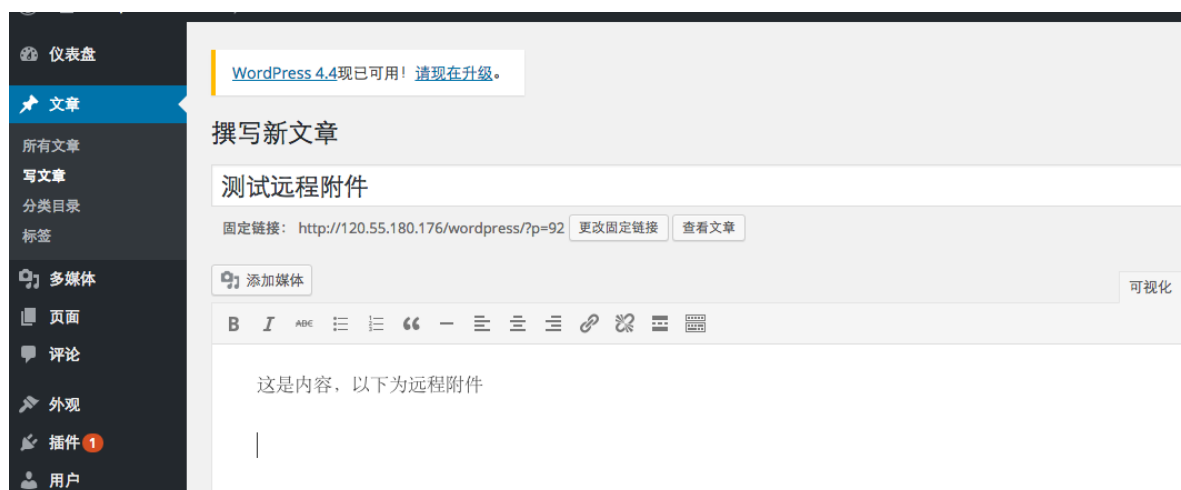 仪表盘
文章
所有文章
写文章
分类目录
标签
多媒体
页面
评论
外观
插件 1
用户
WordPress 4.4现已可用！请现在升级。
撰写新文章
测试远程附件
固定链接： http://120.55.180.176/wordpress/?p=92 更改固定链接 查看文章
添加媒体
可视化
B I ABC
这是内容，以下为远程附件